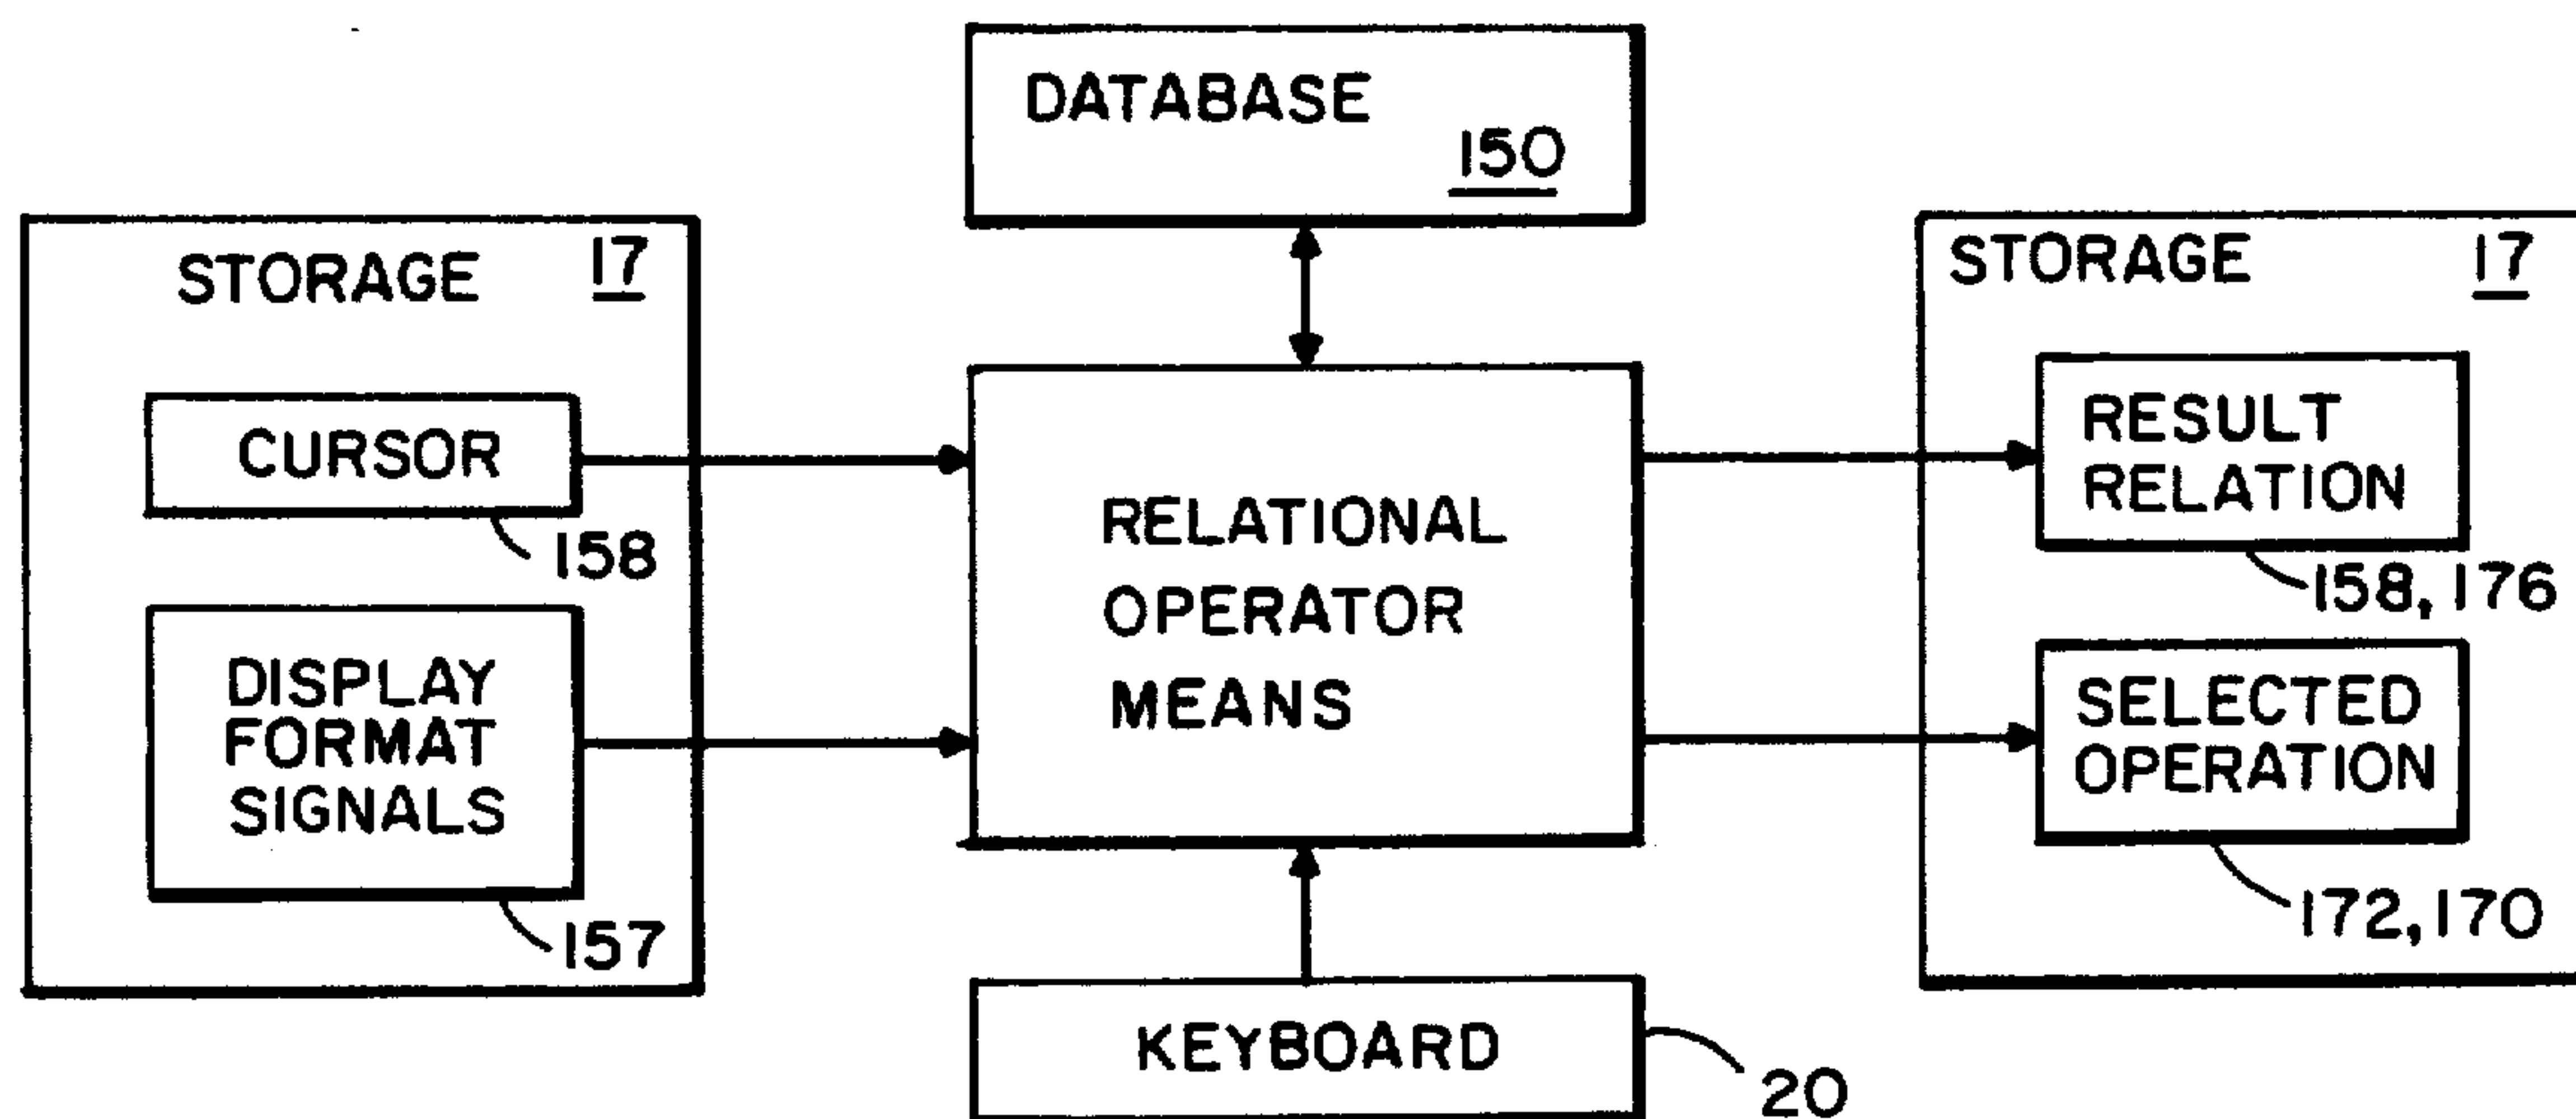 DATABASE
150
STORAGE 17
CURSOR
158
DISPLAY
FORMAT
SIGNALS
157
RELATIONAL
OPERATOR
MEANS
KEYBOARD
20
STORAGE 17
RESULT
RELATION
158, 176
SELECTED
OPERATION
172, 170